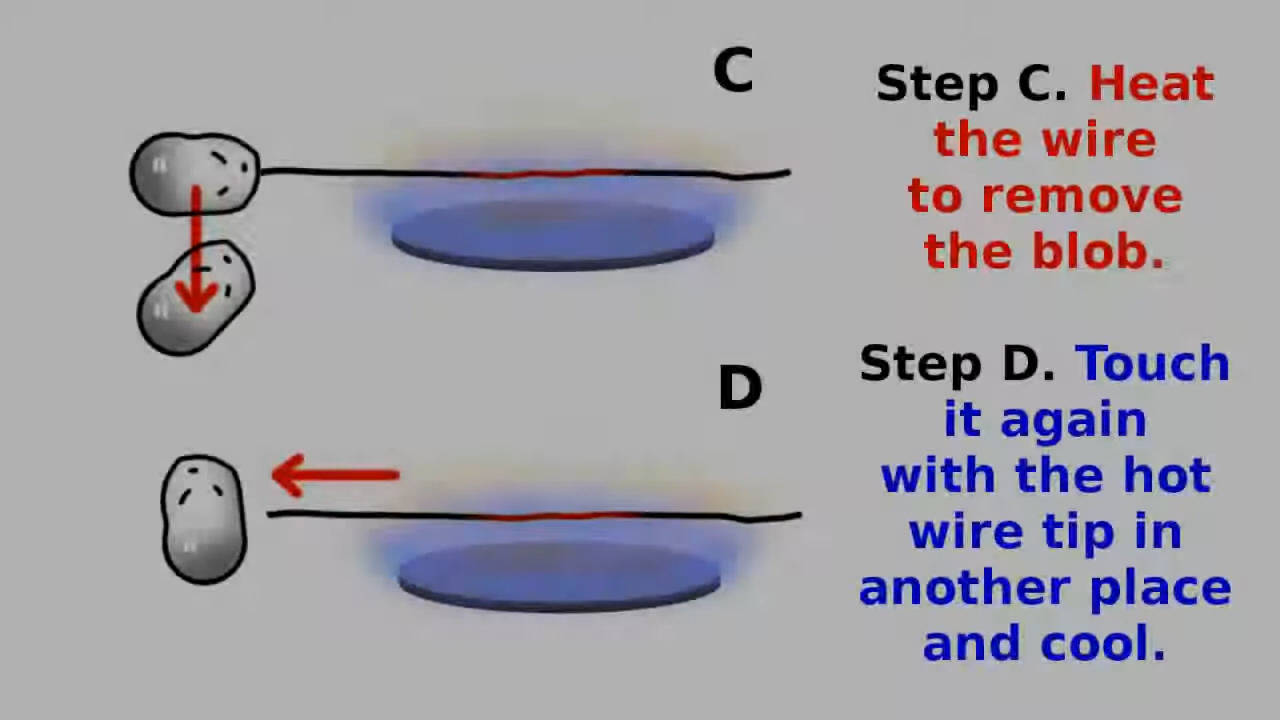 C
Step C. Heat
the wire
to remove
the blob.
D
Step D. Touch
it again
with the hot
wire tip in
another place
and cool.